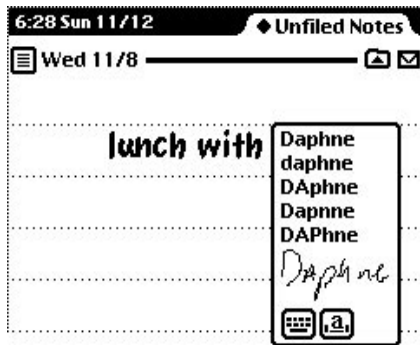 6:28 Sun 11/12
◆ Unfiled Notes
Wed 11/8
lunch with
Daphne
daphne
DAphne
Dapnne
DAPhne
DAphne
.a.